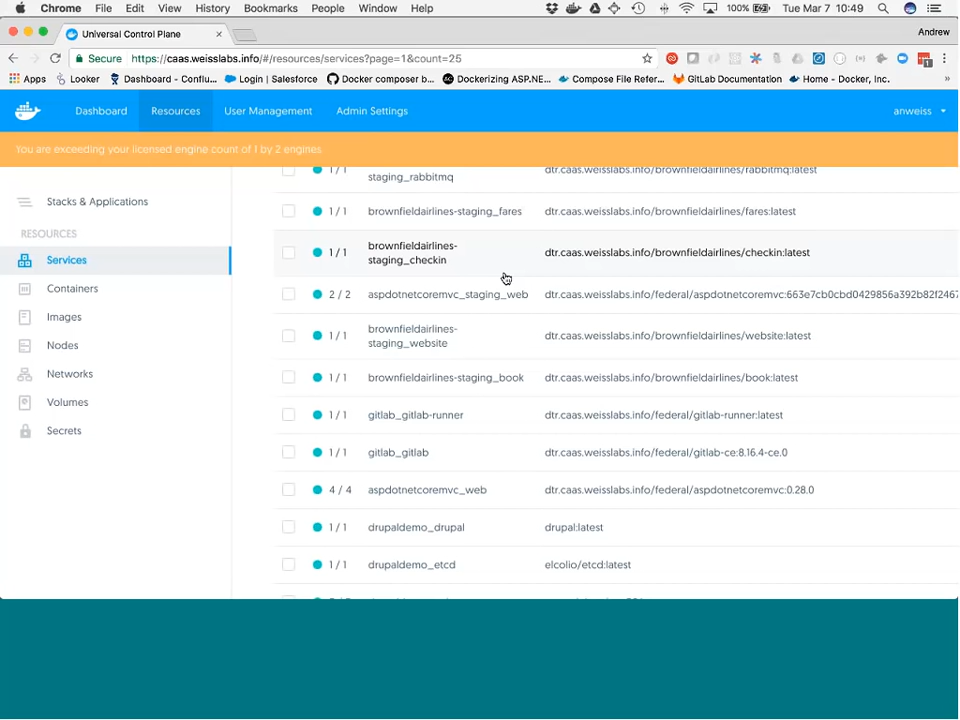 Chrome File Edit View History Bookmarks People Window Help 100% Tue Mar 7 10:49
Universal Control Plane × Andrew
Secure https://caas.weisslabs.info/#/resources/services?page=1&count=25
Apps Looker Dashboard - Conflu... Login | Salesforce Docker composer b... Dockerizing ASP.NE... Compose File Refer... GitLab Documentation Home - Docker, Inc. »
Dashboard Resources User Management Admin Settings anweiss
You are exceeding your licensed engine count of 1 by 2 engines
Stacks & Applications
RESOURCES
Services
Containers
Images
Nodes
Networks
Volumes
Secrets
1 / 1 staging_rabbitmq dtr.caas.weisslabs.info/brownfieldairlines/rabbitmq:latest
1 / 1 brownfieldairlines-staging_fares dtr.caas.weisslabs.info/brownfieldairlines/fares:latest
brownfieldairlines-
1 / 1 staging_checkin dtr.caas.weisslabs.info/brownfieldairlines/checkin:latest
2 / 2 aspdotnetcoremvc_staging_web dtr.caas.weisslabs.info/federal/aspdotnetcoremvc:663e7cb0cbd0429856a392b82f2467
brownfieldairlines-
1 / 1 staging_website dtr.caas.weisslabs.info/brownfieldairlines/website:latest
1 / 1 brownfieldairlines-staging_book dtr.caas.weisslabs.info/brownfieldairlines/book:latest
1 / 1 gitlab_gitlab-runner dtr.caas.weisslabs.info/federal/gitlab-runner:latest
1 / 1 gitlab_gitlab dtr.caas.weisslabs.info/federal/gitlab-ce:8.16.4-ce.0
4 / 4 aspdotnetcoremvc_web dtr.caas.weisslabs.info/federal/aspdotnetcoremvc:0.28.0
1 / 1 drupaldemo_drupal drupal:latest
1 / 1 drupaldemo_etcd elcolio/etcd:latest